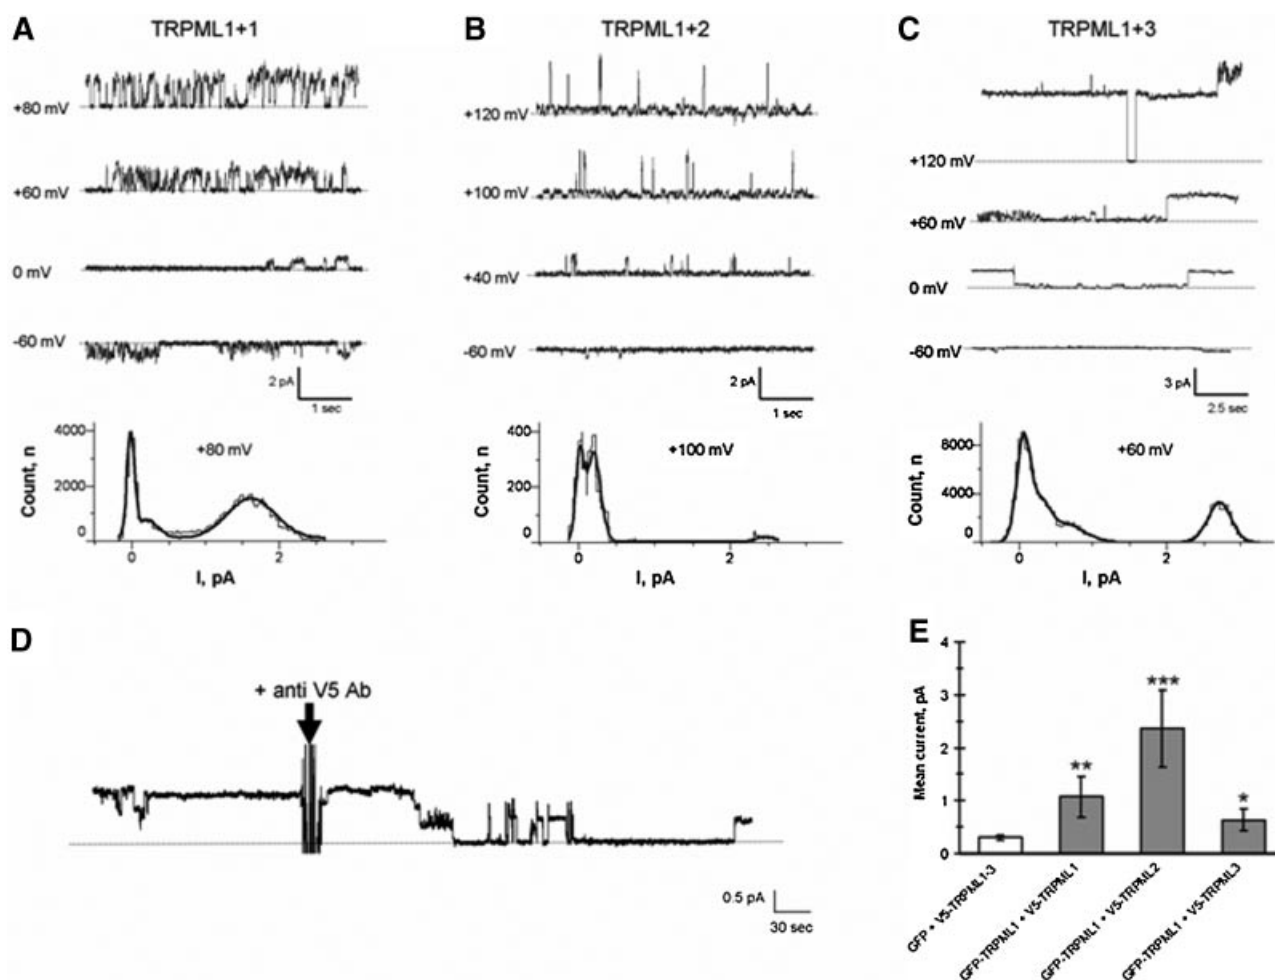 A
TRPML1+1
+80 mV
+60 mV
0 mV
-60 mV
2 pA
1 sec
4000
2000
0
Count, n
+80 mV
0
2
I, pA
B
TRPML1+2
+120 mV
+100 mV
+40 mV
-60 mV
2 pA
1 sec
400
200
0
Count, n
+100 mV
0
2
I, pA
C
TRPML1+3
+120 mV
+60 mV
0 mV
-60 mV
3 pA
2.5 sec
8000
4000
0
Count, n
+60 mV
0
2
I, pA
D
+ anti V5 Ab
0.5 pA
30 sec
E
4
3
2
1
0
Mean current, pA
**
***
*
GFP + V5-TRPML1-3
GFP-TRPML1 + V5-TRPML1
GFP-TRPML1 + V5-TRPML2
GFP-TRPML1 + V5-TRPML3